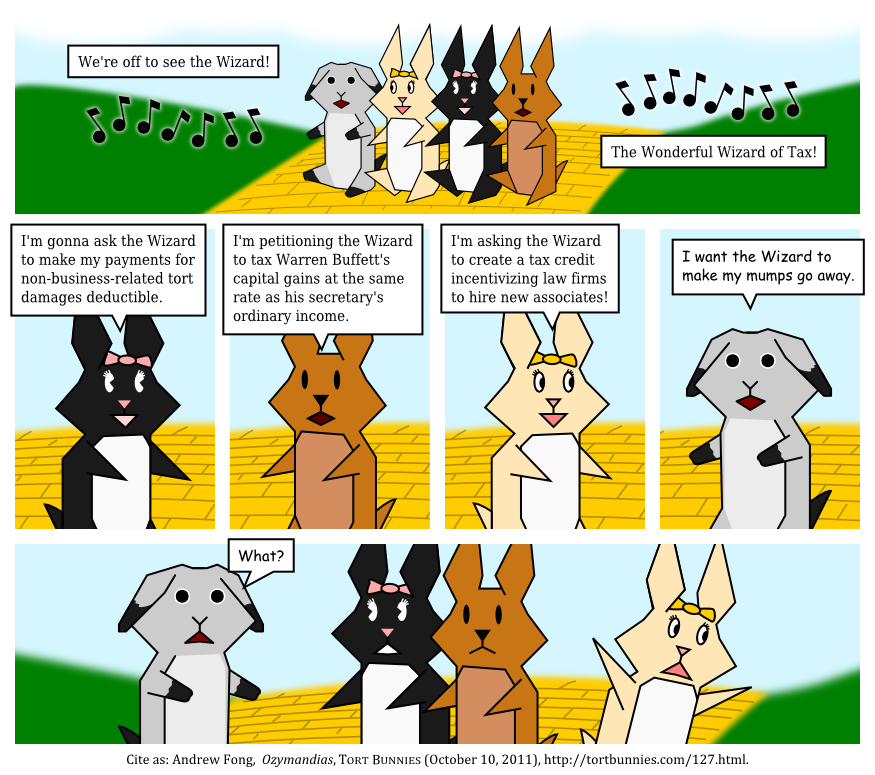 We're off to see the Wizard!
The Wonderful Wizard of Tax!
I'm gonna ask the Wizard
to make my payments for
non-business-related tort
damages deductible.
I'm petitioning the Wizard
to tax Warren Buffett's
capital gains at the same
rate as his secretary's
ordinary income.
I'm asking the Wizard
to create a tax credit
incentivizing law firms
to hire new associates!
I want the Wizard to
make my mumps go away.
What?
Cite as: Andrew Fong, Ozymandias, TORT BUNNIES (October 10, 2011), http://tortbunnies.com/127.html.